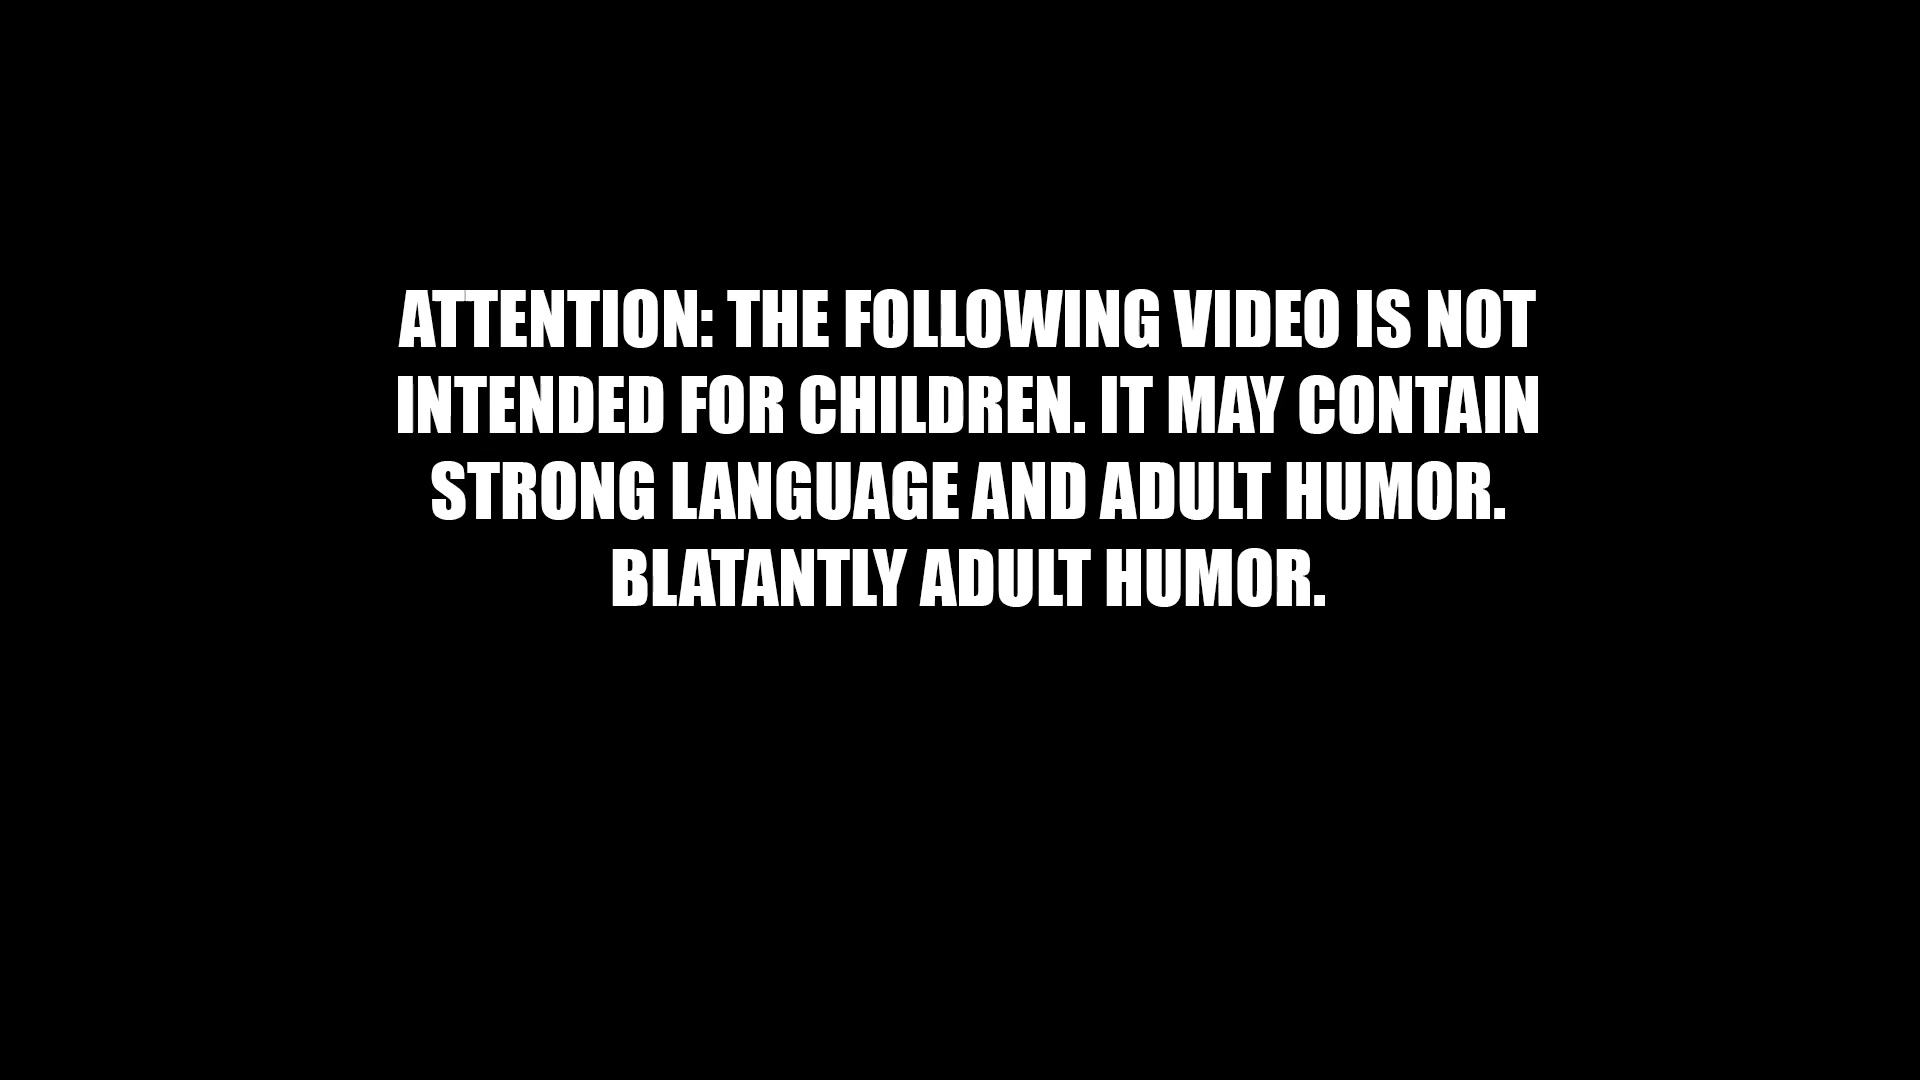 ATTENTION: THE FOLLOWING VIDEO IS NOT
INTENDED FOR CHILDREN. IT MAY CONTAIN
STRONG LANGUAGE AND ADULT HUMOR.
BLATANTLY ADULT HUMOR.